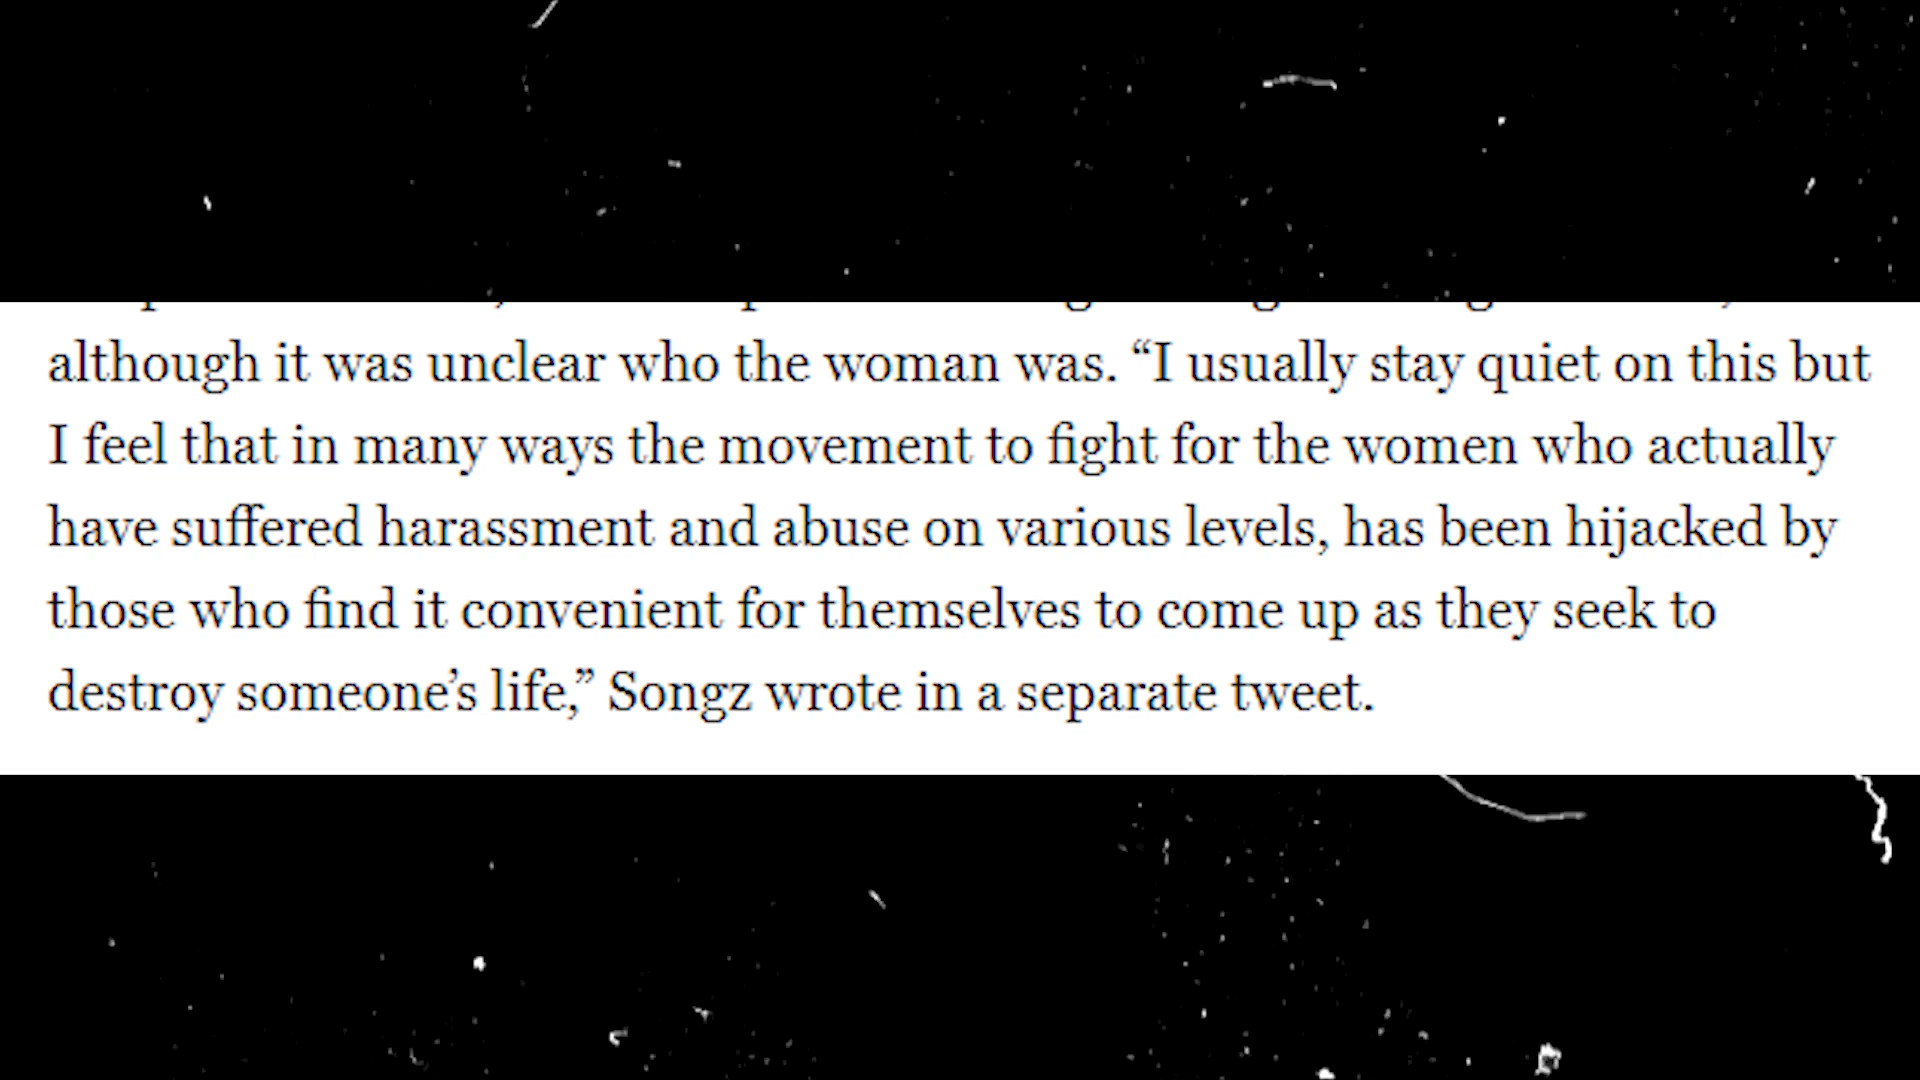 although it was unclear who the woman was. “I usually stay quiet on this but
I feel that in many ways the movement to fight for the women who actually
have suffered harassment and abuse on various levels, has been hijacked by
those who find it convenient for themselves to come up as they seek to
destroy someone’s life,” Songz wrote in a separate tweet.